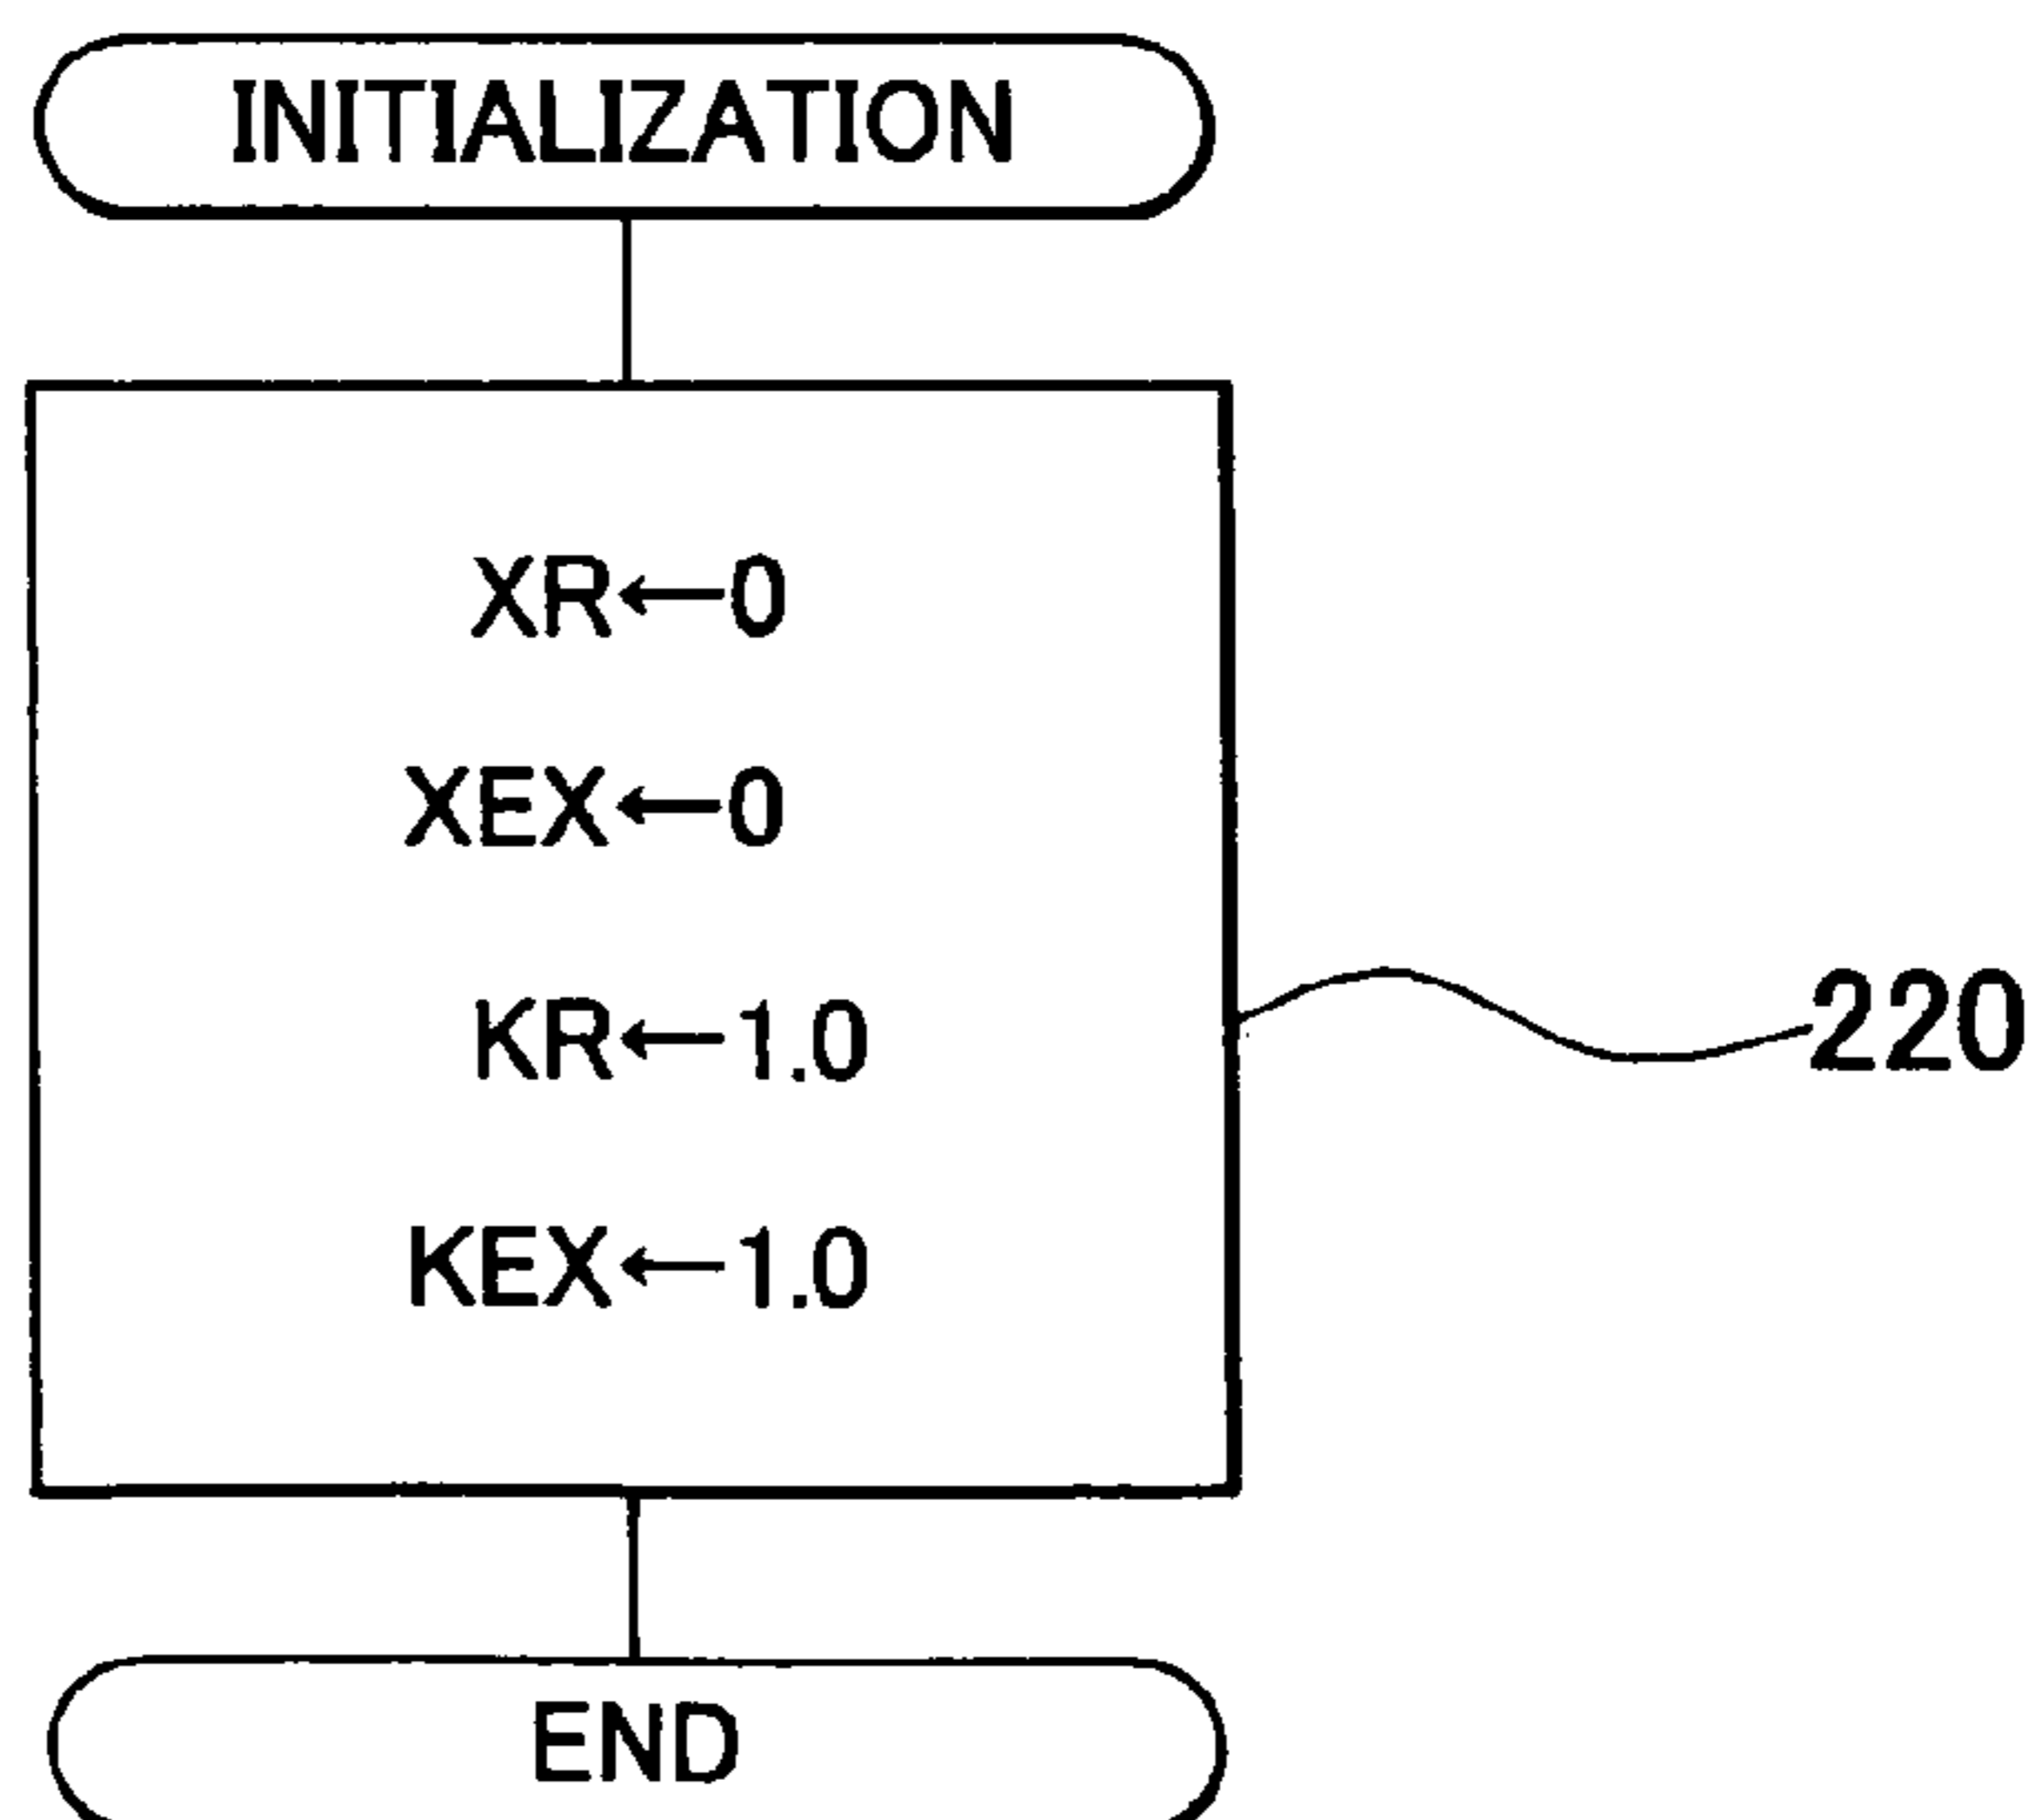 INITIALIZATION
XR←0
XEX←0
KR←1.0
220
KEX←1.0
END